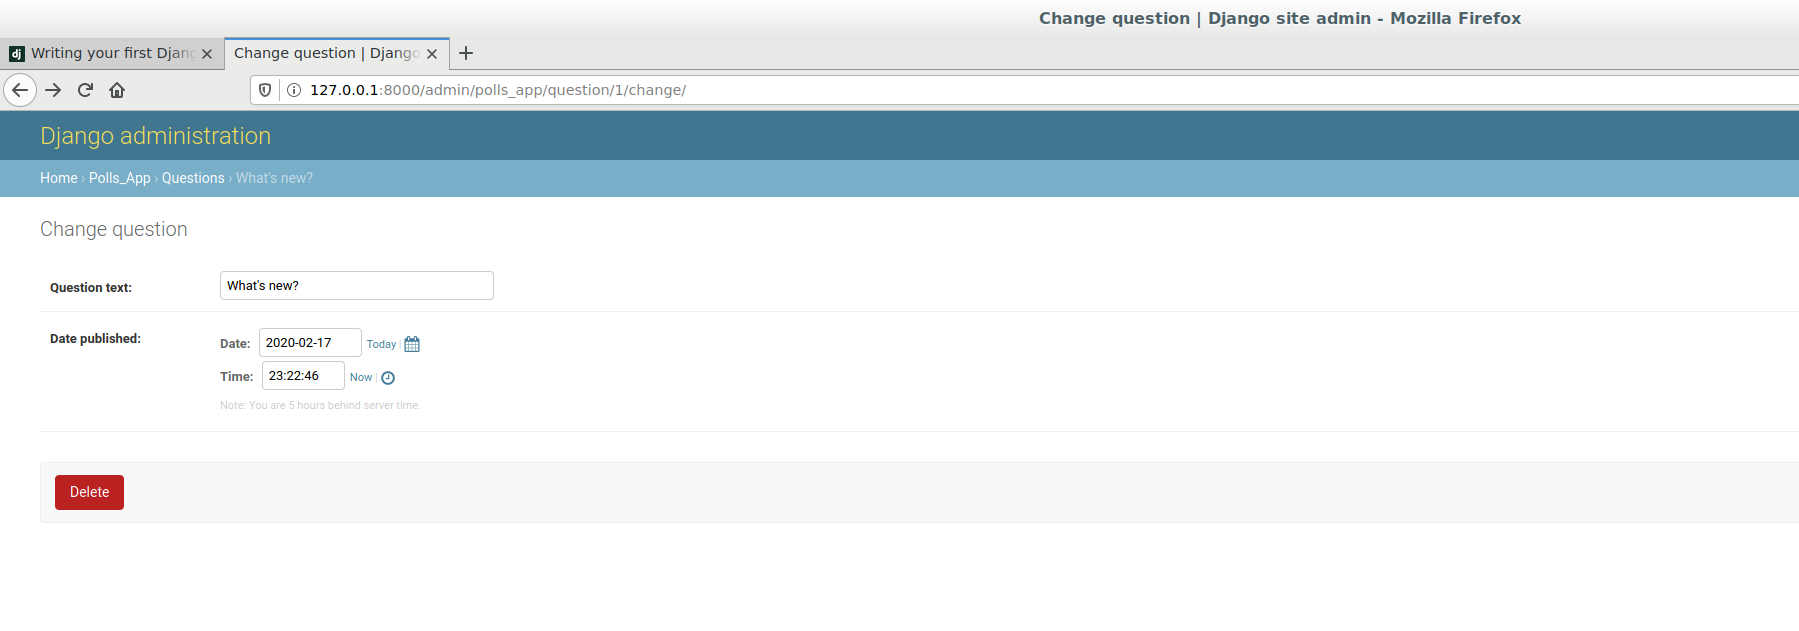 Change question | Django site admin - Mozilla Firefox
dj Writing your first Djang
Change question | Django
127.0.0.1:8000/admin/polls_app/question/1/change/
Django administration
Home › Polls_App › Questions › What's new?
Change question
Question text: What's new?
Date published: Date: 2020-02-17 Today |
Time: 23:22:46 Now |
Note: You are 5 hours behind server time.
Delete